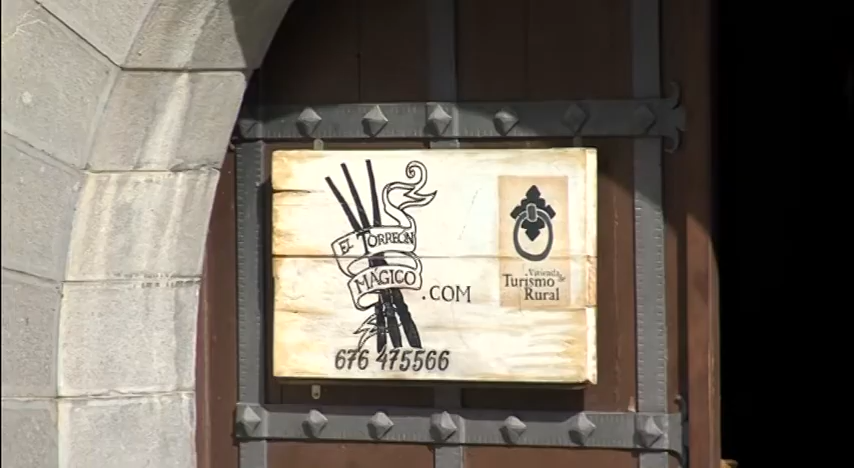 EL TORREÓN
MÁGICO
.COM
676 475566
Vivienda de
Turismo
Rural